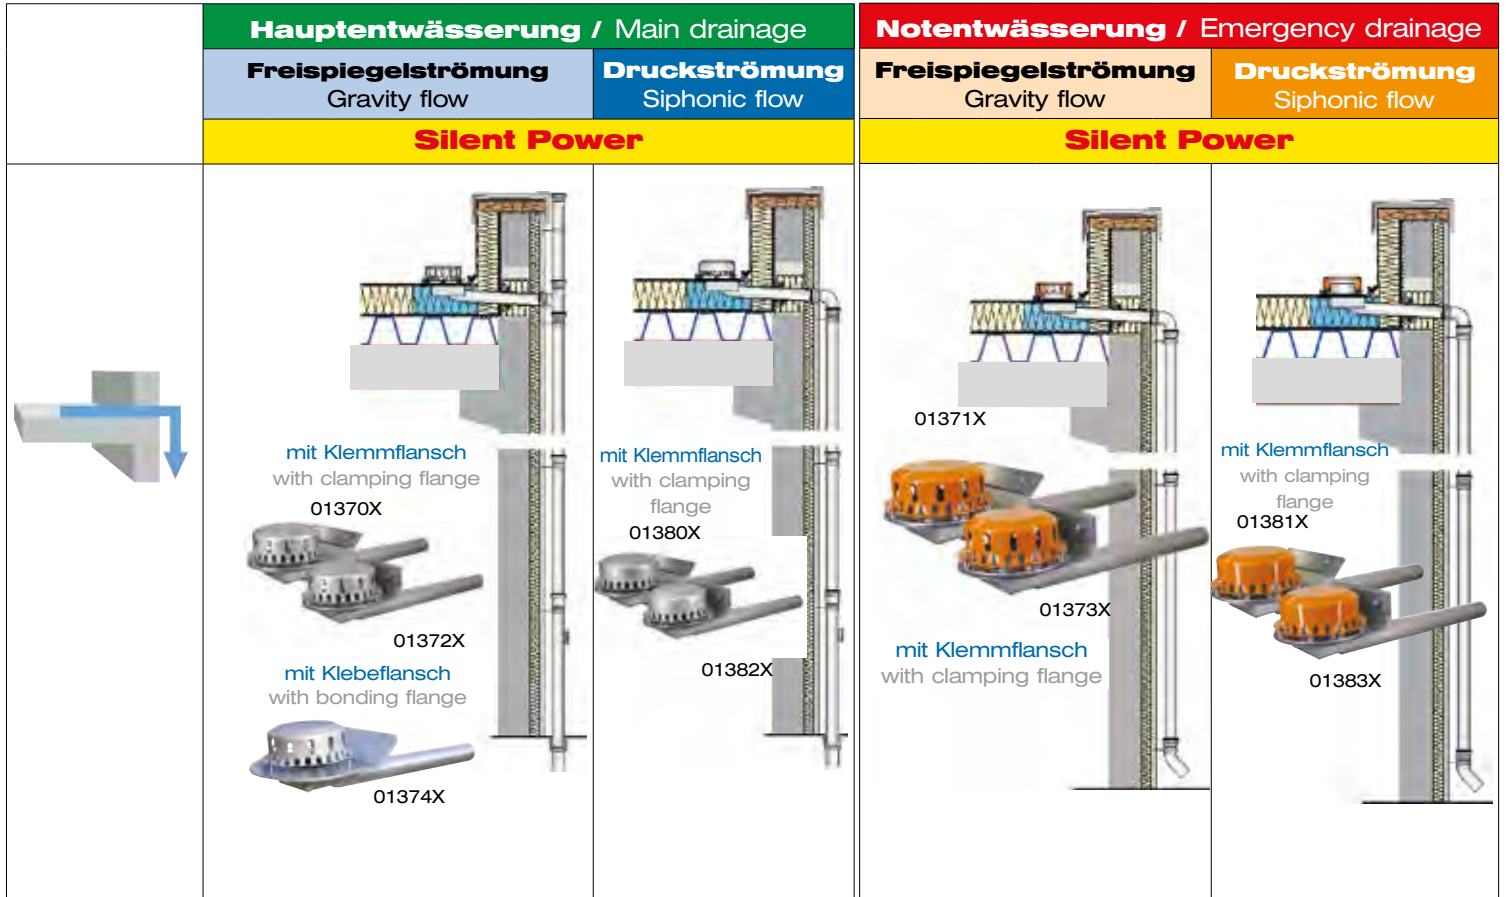 Hauptentwässerung / Main drainage
Notentwässerung / Emergency drainage
Freispiegelströmung
Gravity flow
Druckströmung
Siphonic flow
Freispiegelströmung
Gravity flow
Druckströmung
Siphonic flow
Silent Power
Silent Power
mit Klemmflansch
with clamping flange
01370X
01372X
mit Klebeflansch
with bonding flange
01374X
mit Klemmflansch
with clamping
flange
01380X
01382X
01371X
01373X
mit Klemmflansch
with clamping flange
mit Klemmflansch
with clamping
flange
01381X
01383X